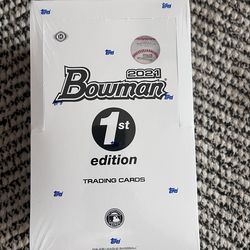 Topps
Topps
2021
Bowman
1st
edition
TRADING CARDS
Topps
Topps